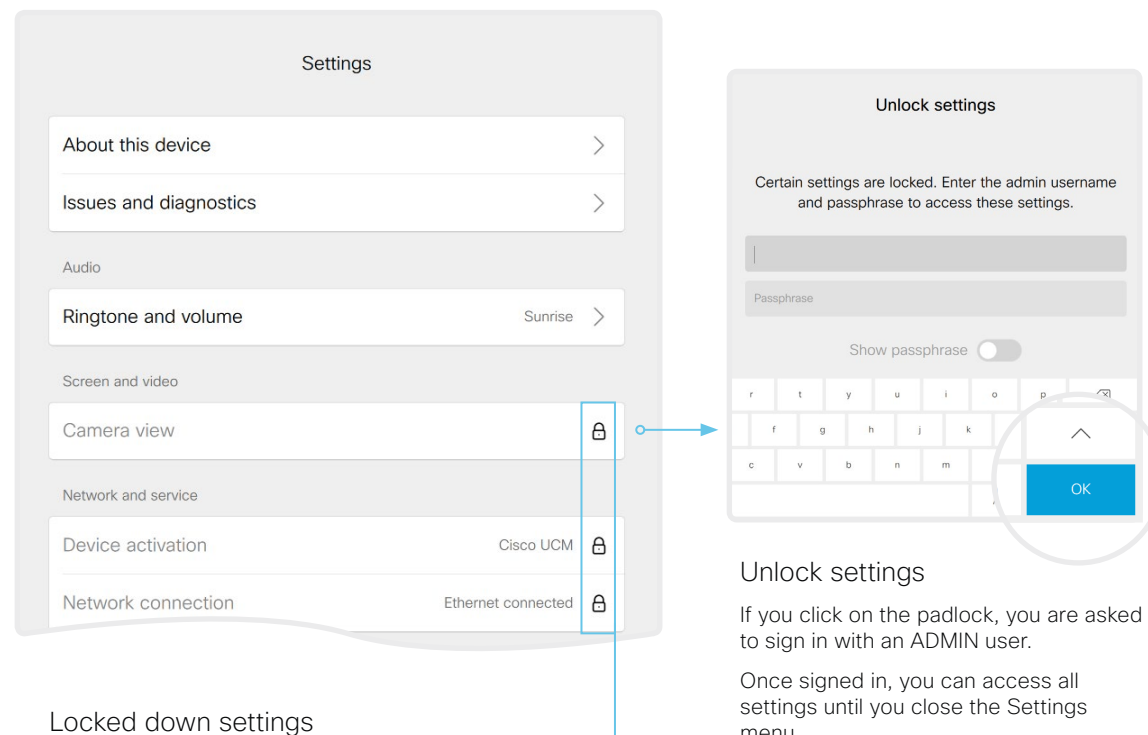 Settings
About this device
Issues and diagnostics
Audio
Ringtone and volume Sunrise
Screen and video
Camera view
Network and service
Device activation Cisco UCM
Network connection Ethernet connected
Locked down settings
Unlock settings
Certain settings are locked. Enter the admin username
and passphrase to access these settings.
Passphrase
Show passphrase
r t y u i o p
f g h j k
c v b n m
OK
Unlock settings
If you click on the padlock, you are asked
to sign in with an ADMIN user.
Once signed in, you can access all
settings until you close the Settings
menu